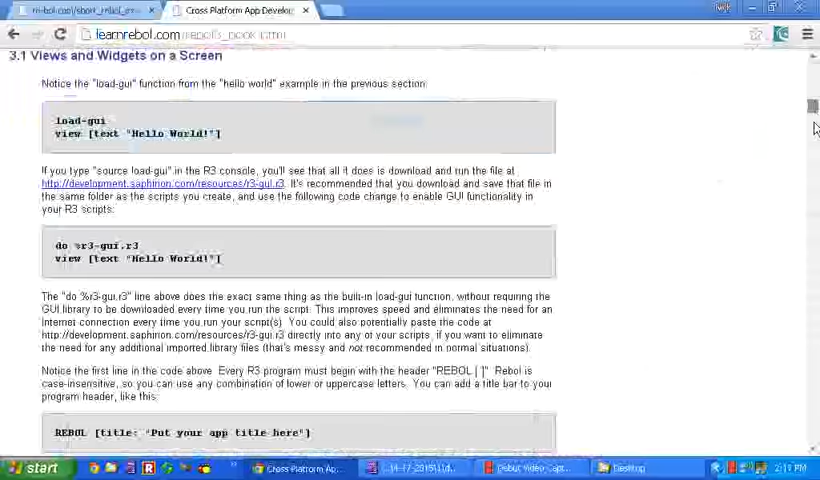 Cross Platform App Develo
learnrebol.com
3.1 Views and Widgets on a Screen
Notice the "load-gui" function from the "hello world" example in the previous section:
load-gui
view [text "Hello World!"]
If you type "source load-gui" in the R3 console, you'll see that all it does is download and run the file at
http://development.saphirion.com/resources/r3-gui.r3. It's recommended that you download and save that file in
the same folder as the scripts you create, and use the following code change to enable GUI functionality in
your R3 scripts:
do %r3-gui.r3
view [text "Hello World!"]
The "do %r3-gui.r3" line above does the exact same thing as the built-in load-gui function, without requiring the
GUI library to be downloaded every time you run the script. This improves speed and eliminates the need for an
Internet connection every time you run your script(s). You could also potentially paste the code at
http://development.saphirion.com/resources/r3-gui.r3 directly into any of your scripts, if you want to eliminate
the need for any additional imported library files (that's messy and not recommended in normal situations).
Notice the first line in the code above. Every R3 program must begin with the header "REBOL [ ]". Rebol is
case-insensitive, so you can use any combination of lower or uppercase letters. You can add a title bar to your
program header, like this:
REBOL [title: "Put your app title here"]
start
Cross Platform Ap...
Debut Video Capt...
Desktop
2:11 PM